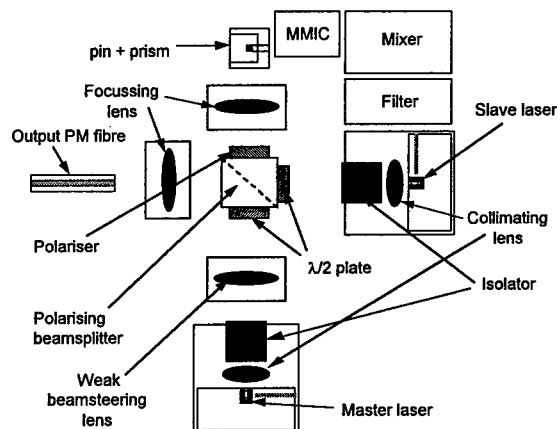 MMIC
Mixer
pin + prism
Focussing
lens
Filter
Output PM fibre
Slave laser
Polariser
Collimating
lens
λ/2 plate
Isolator
Polarising
beamsplitter
Weak
beamsteering
lens
Master laser